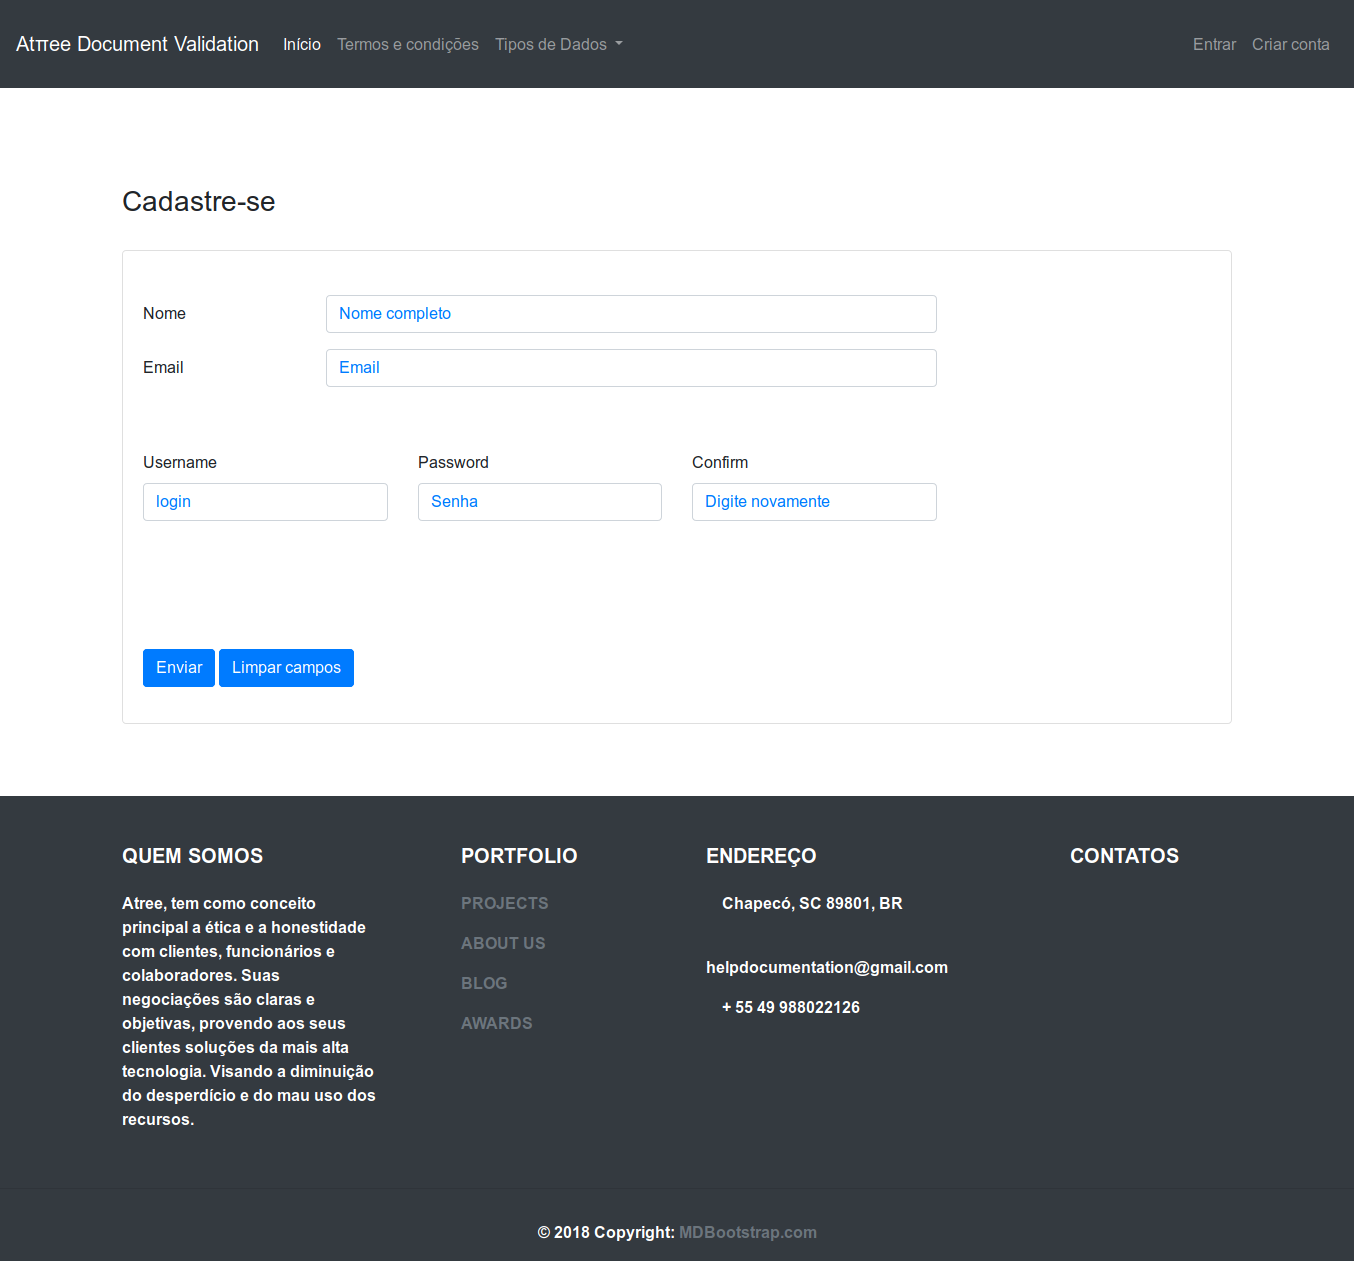 Atπee Document Validation Início Termos e condições Tipos de Dados Entrar Criar conta
Cadastre-se
Nome Nome completo
Email Email
Username Password Confirm
login Senha Digite novamente
Enviar Limpar campos
QUEM SOMOS
Atree, tem como conceito
principal a ética e a honestidade
com clientes, funcionários e
colaboradores. Suas
negociações são claras e
objetivas, provendo aos seus
clientes soluções da mais alta
tecnologia. Visando a diminuição
do desperdício e do mau uso dos
recursos.
PORTFOLIO
PROJECTS
ABOUT US
BLOG
AWARDS
ENDEREÇO
Chapecó, SC 89801, BR
helpdocumentation@gmail.com
+ 55 49 988022126
CONTATOS
© 2018 Copyright: MDBootstrap.com